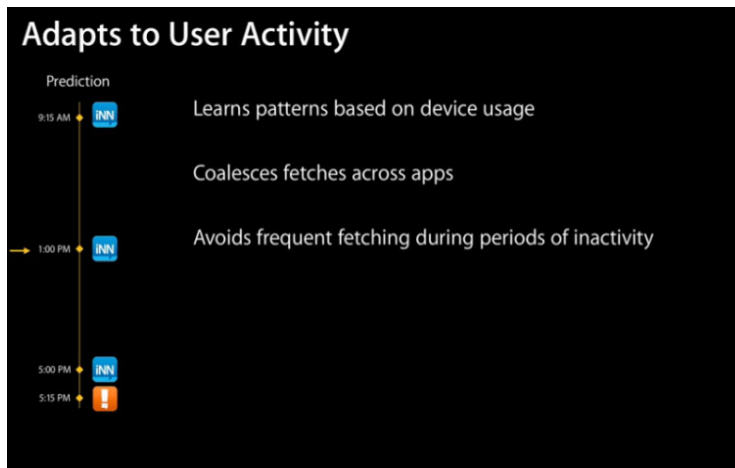 Adapts to User Activity
Prediction
9:15 AM iNN
Learns patterns based on device usage
Coalesces fetches across apps
Avoids frequent fetching during periods of inactivity
1:00 PM iNN
5:00 PM iNN
5:15 PM !